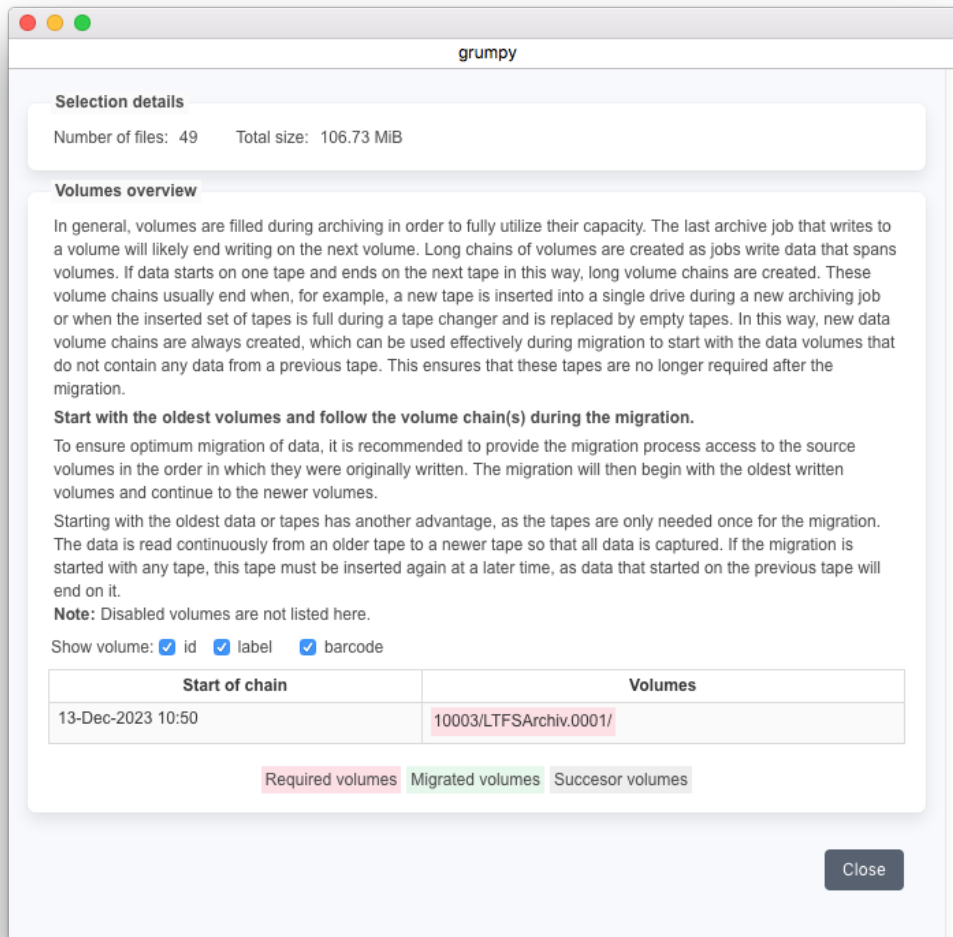 grumpy
Selection details
Number of files: 49 Total size: 106.73 MiB
Volumes overview
In general, volumes are filled during archiving in order to fully utilize their capacity. The last archive job that writes to
a volume will likely end writing on the next volume. Long chains of volumes are created as jobs write data that spans
volumes. If data starts on one tape and ends on the next tape in this way, long volume chains are created. These
volume chains usually end when, for example, a new tape is inserted into a single drive during a new archiving job
or when the inserted set of tapes is full during a tape changer and is replaced by empty tapes. In this way, new data
volume chains are always created, which can be used effectively during migration to start with the data volumes that
do not contain any data from a previous tape. This ensures that these tapes are no longer required after the
migration.
Start with the oldest volumes and follow the volume chain(s) during the migration.
To ensure optimum migration of data, it is recommended to provide the migration process access to the source
volumes in the order in which they were originally written. The migration will then begin with the oldest written
volumes and continue to the newer volumes.
Starting with the oldest data or tapes has another advantage, as the tapes are only needed once for the migration.
The data is read continuously from an older tape to a newer tape so that all data is captured. If the migration is
started with any tape, this tape must be inserted again at a later time, as data that started on the previous tape will
end on it.
Note: Disabled volumes are not listed here.
Show volume: id label barcode
Start of chain Volumes
13-Dec-2023 10:50 10003/LTFSArchiv.0001/
Required volumes Migrated volumes Succesor volumes
Close